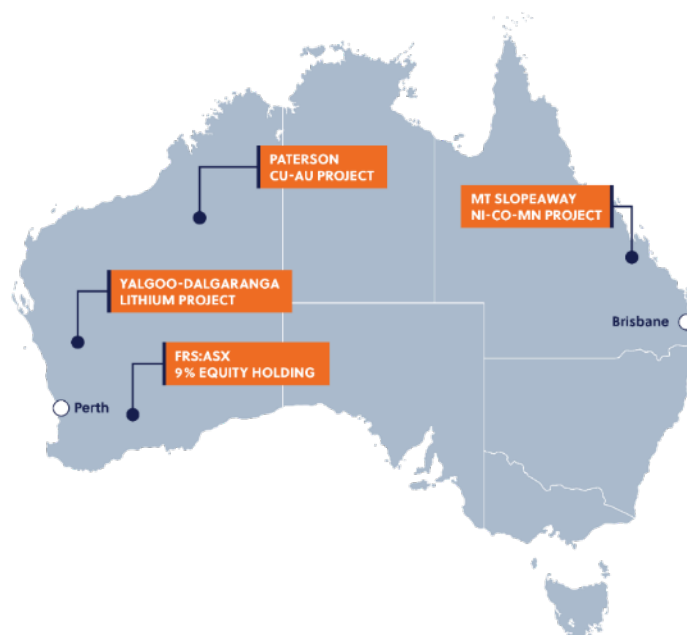 PATERSON
CU-AU PROJECT
MT SLOPEAWAY
NI-CO-MN PROJECT
YALGOO-DALGARANGA
LITHIUM PROJECT
Brisbane
FRS:ASX
9% EQUITY HOLDING
Perth